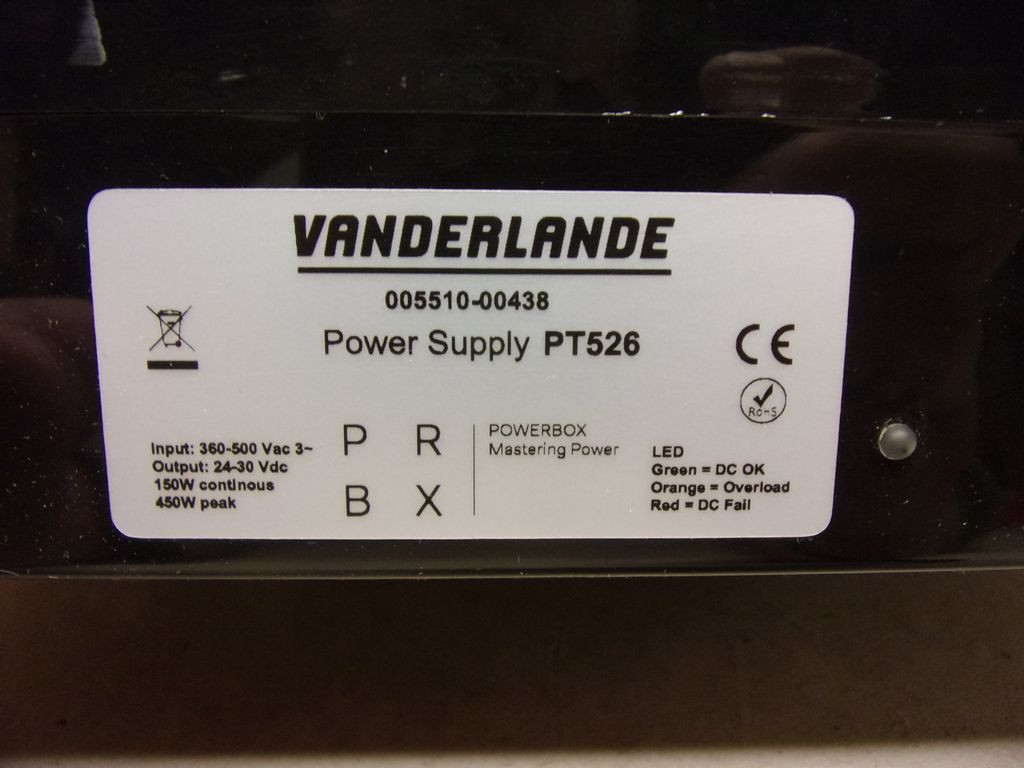 VANDERLANDE
005510-00438
Power Supply PT526
CE
RoHS
Input: 360-500 Vac 3~
Output: 24-30 Vdc
150W continous
450W peak
P R
B X
POWERBOX
Mastering Power
LED
Green = DC OK
Orange = Overload
Red = DC Fail